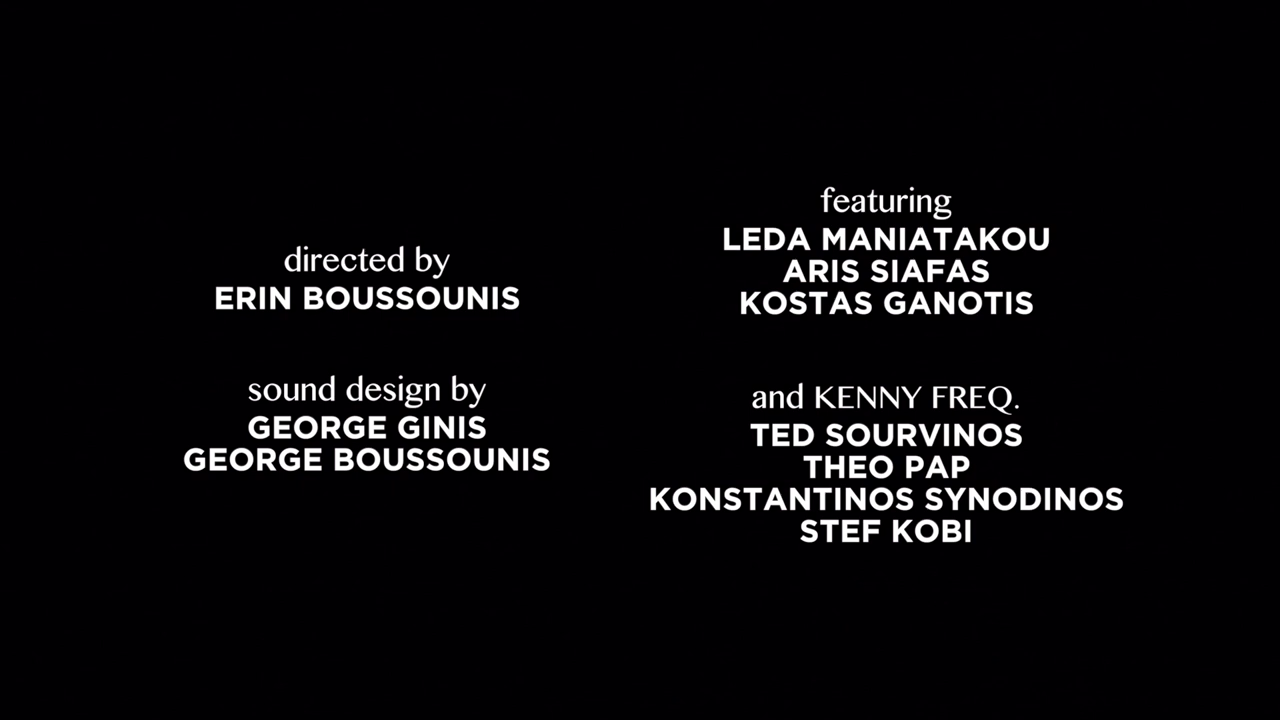 directed by
ERIN BOUSSOUNIS
sound design by
GEORGE GINIS
GEORGE BOUSSOUNIS
featuring
LEDA MANIATAKOU
ARIS SIAFAS
KOSTAS GANOTIS
and KENNY FREQ.
TED SOURVINOS
THEO PAP
KONSTANTINOS SYNODINOS
STEF KOBI